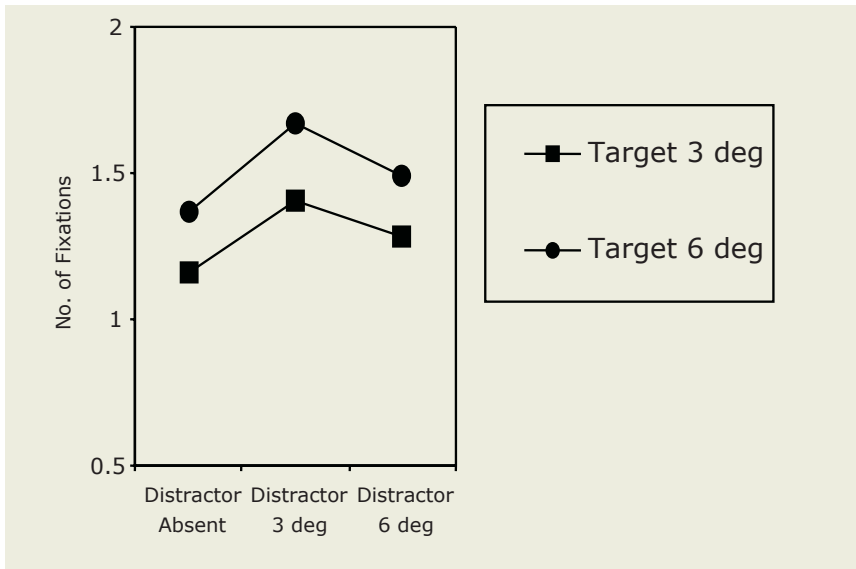 2
1.5
1
0.5
No. of Fixations
Distractor Absent
Distractor 3 deg
Distractor 6 deg
Target 3 deg
Target 6 deg